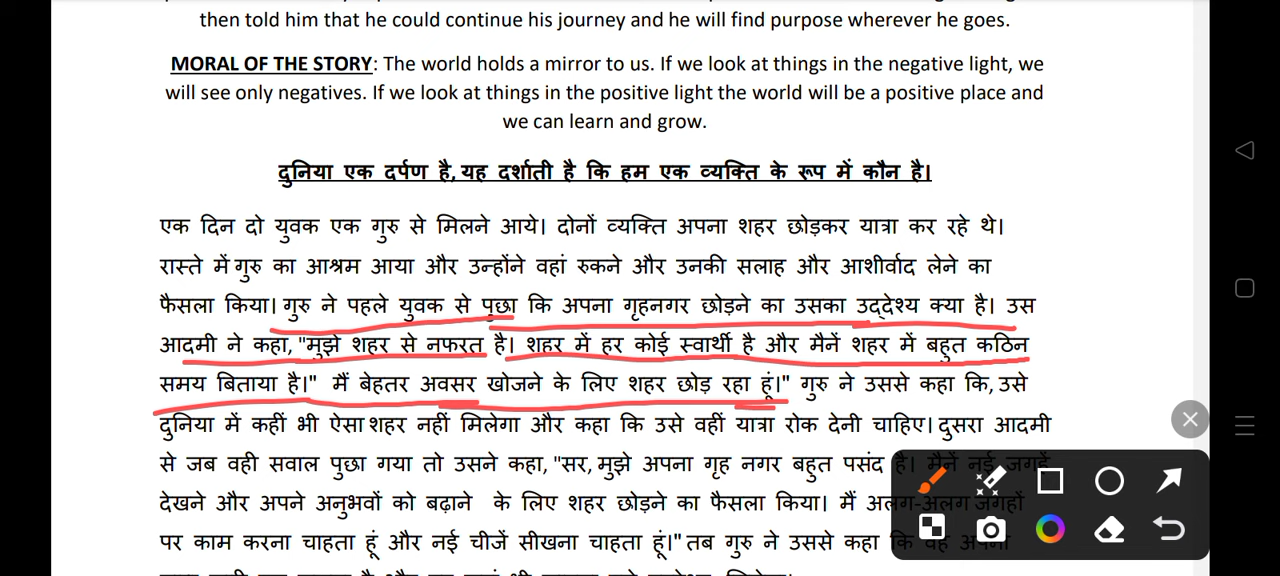 then told him that he could continue his journey and he will find purpose wherever he goes.
MORAL OF THE STORY: The world holds a mirror to us. If we look at things in the negative light, we
will see only negatives. If we look at things in the positive light the world will be a positive place and
we can learn and grow.
दुनिया एक दर्पण है, यह दर्शाती है कि हम एक व्यक्ति के रूप में कौन है।
एक दिन दो युवक एक गुरु से मिलने आये। दोनों व्यक्ति अपना शहर छोड़कर यात्रा कर रहे थे।
रास्ते में गुरु का आश्रम आया और उन्होंने वहां रुकने और उनकी सलाह और आशीर्वाद लेने का
फैसला किया। गुरु ने पहले युवक से पुछा कि अपना गृहनगर छोड़ने का उसका उद्देश्य क्या है। उस
आदमी ने कहा, "मुझे शहर से नफरत है। शहर में हर कोई स्वार्थी है और मैनें शहर में बहुत कठिन
समय बिताया है।" मैं बेहतर अवसर खोजने के लिए शहर छोड़ रहा हूं।" गुरु ने उससे कहा कि, उसे
दुनिया में कहीं भी ऐसा शहर नहीं मिलेगा और कहा कि उसे वहीं यात्रा रोक देनी चाहिए। दुसरा आदमी
से जब वही सवाल पुछा गया तो उसने कहा, "सर, मुझे अपना गृह नगर बहुत पसंद है। मैनें नई जगहें
देखने और अपने अनुभवों को बढ़ाने के लिए शहर छोड़ने का फैसला किया। मैं अलग-अलग जगहों
पर काम करना चाहता हूं और नई चीजें सीखना चाहता हूं।" तब गुरु ने उससे कहा कि वह अपना